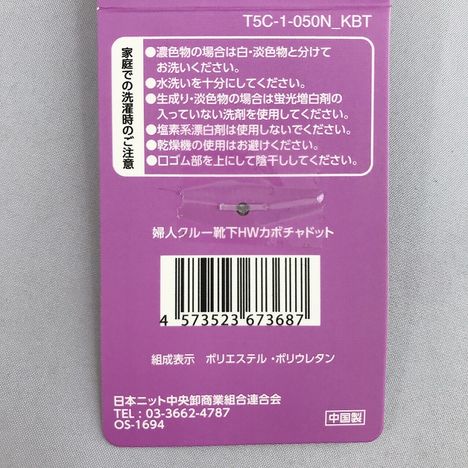 T5C-1-050N_KBT
家庭での洗濯時のご注意
●濃色物の場合は白・淡色物と分けて
お洗いください。
●水洗いを十分にしてください。
●生成り・淡色物の場合は蛍光増白剤の
入っていない洗剤を使用してください。
●塩素系漂白剤は使用しないでください。
●乾燥機の使用はお避けください。
●口ゴム部を上にして陰干ししてください。
婦人クルー靴下HWカボチャドット
4 573523 673687
組成表示 ポリエステル・ポリウレタン
日本ニット中央卸商業組合連合会
TEL : 03-3662-4787
OS-1694
中国製